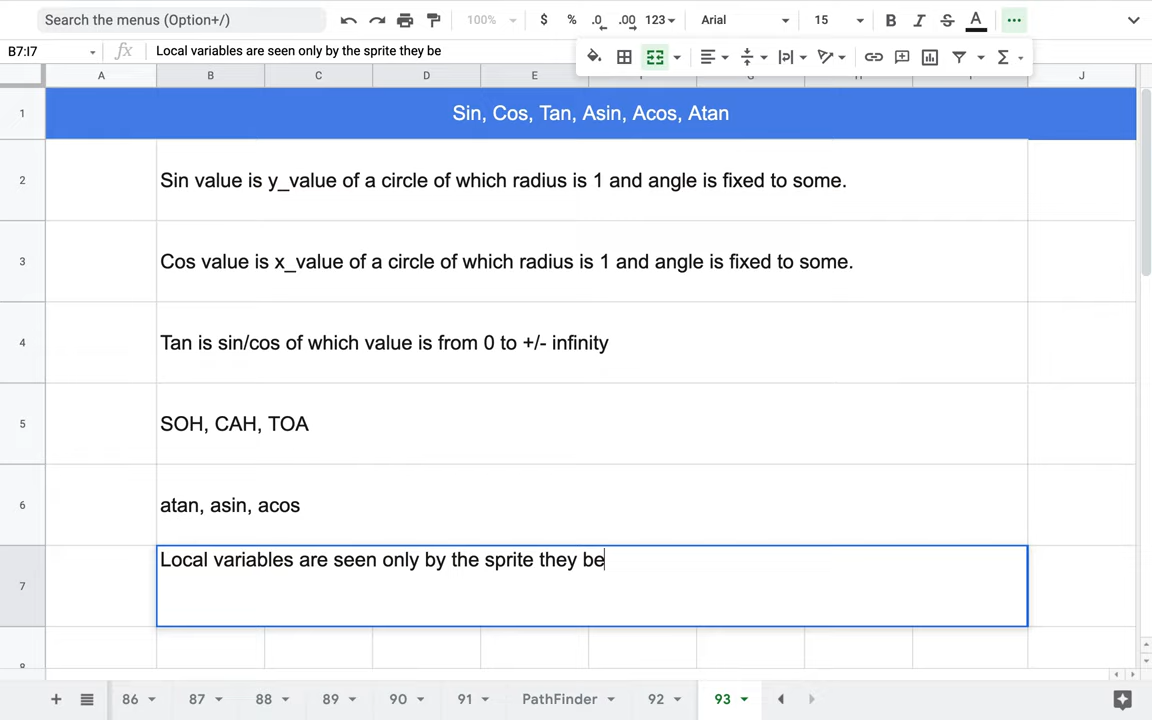 Search the menus (Option+/)
100%
$ % .0 .00 123
Arial
15
B I S A
B7:I7
fx
Local variables are seen only by the sprite they be
A B C D E J
1
Sin, Cos, Tan, Asin, Acos, Atan
2
Sin value is y_value of a circle of which radius is 1 and angle is fixed to some.
3
Cos value is x_value of a circle of which radius is 1 and angle is fixed to some.
4
Tan is sin/cos of which value is from 0 to +/- infinity
5
SOH, CAH, TOA
6
atan, asin, acos
7
Local variables are seen only by the sprite they be
86 87 88 89 90 91 PathFinder 92 93